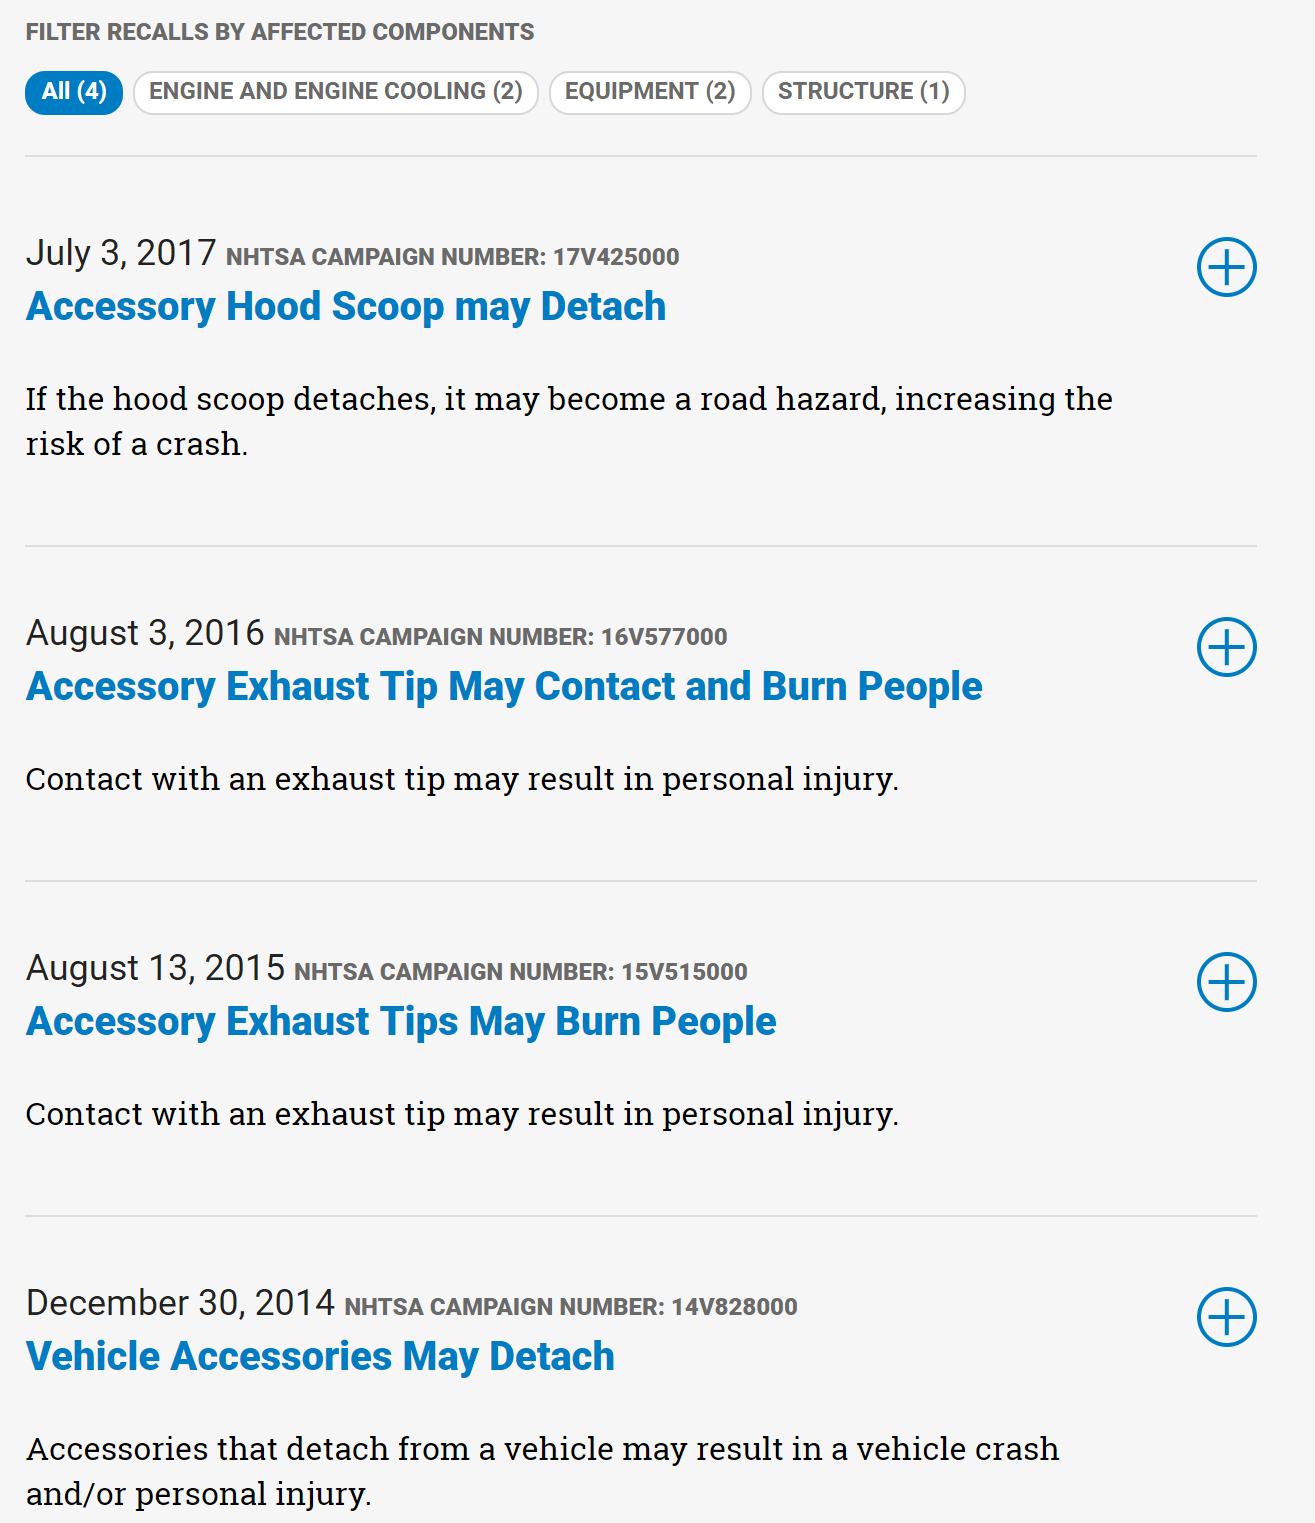 FILTER RECALLS BY AFFECTED COMPONENTS
All (4) ENGINE AND ENGINE COOLING (2) EQUIPMENT (2) STRUCTURE (1)
July 3, 2017 NHTSA CAMPAIGN NUMBER: 17V425000
Accessory Hood Scoop may Detach
If the hood scoop detaches, it may become a road hazard, increasing the
risk of a crash.
August 3, 2016 NHTSA CAMPAIGN NUMBER: 16V577000
Accessory Exhaust Tip May Contact and Burn People
Contact with an exhaust tip may result in personal injury.
August 13, 2015 NHTSA CAMPAIGN NUMBER: 15V515000
Accessory Exhaust Tips May Burn People
Contact with an exhaust tip may result in personal injury.
December 30, 2014 NHTSA CAMPAIGN NUMBER: 14V828000
Vehicle Accessories May Detach
Accessories that detach from a vehicle may result in a vehicle crash
and/or personal injury.